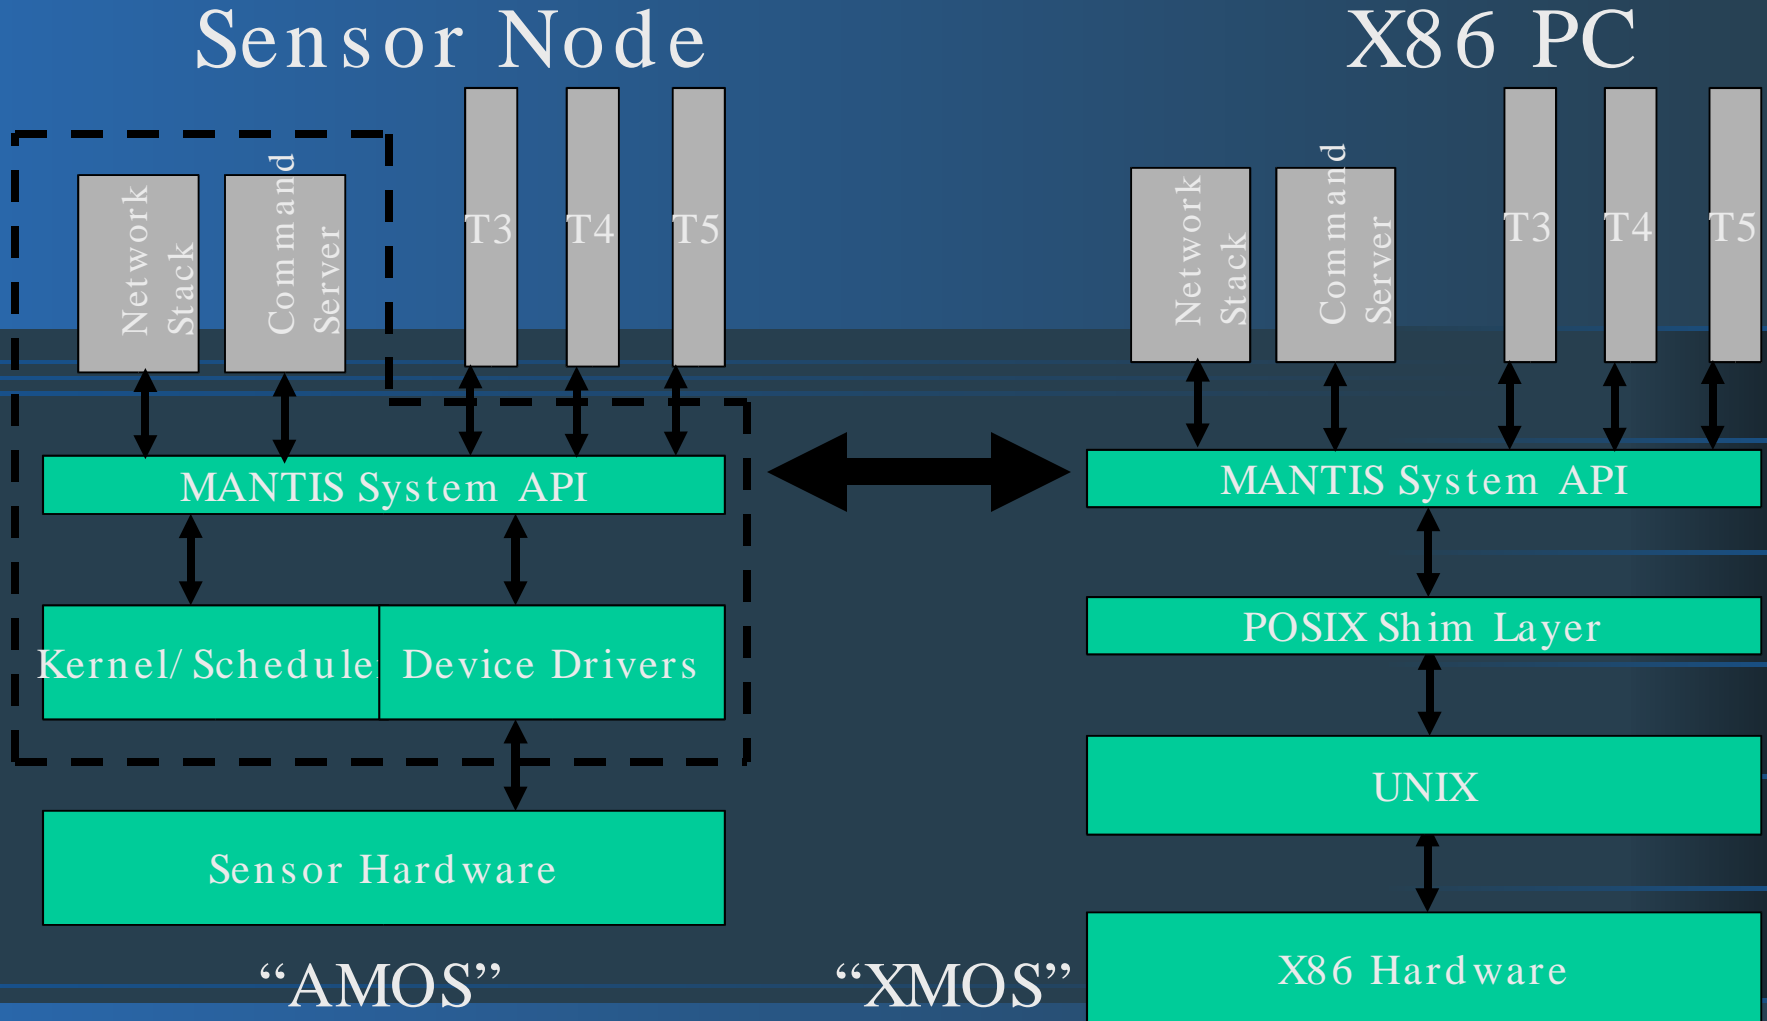 Sensor Node
X86 PC
Network
Stack
Command
Server
T3
T4
T5
Network
Stack
Command
Server
T3
T4
T5
MANTIS System API
MANTIS System API
Kernel/Schedule
Device Drivers
POSIX Shim Layer
UNIX
Sensor Hardware
X86 Hardware
“AMOS”
“XMOS”